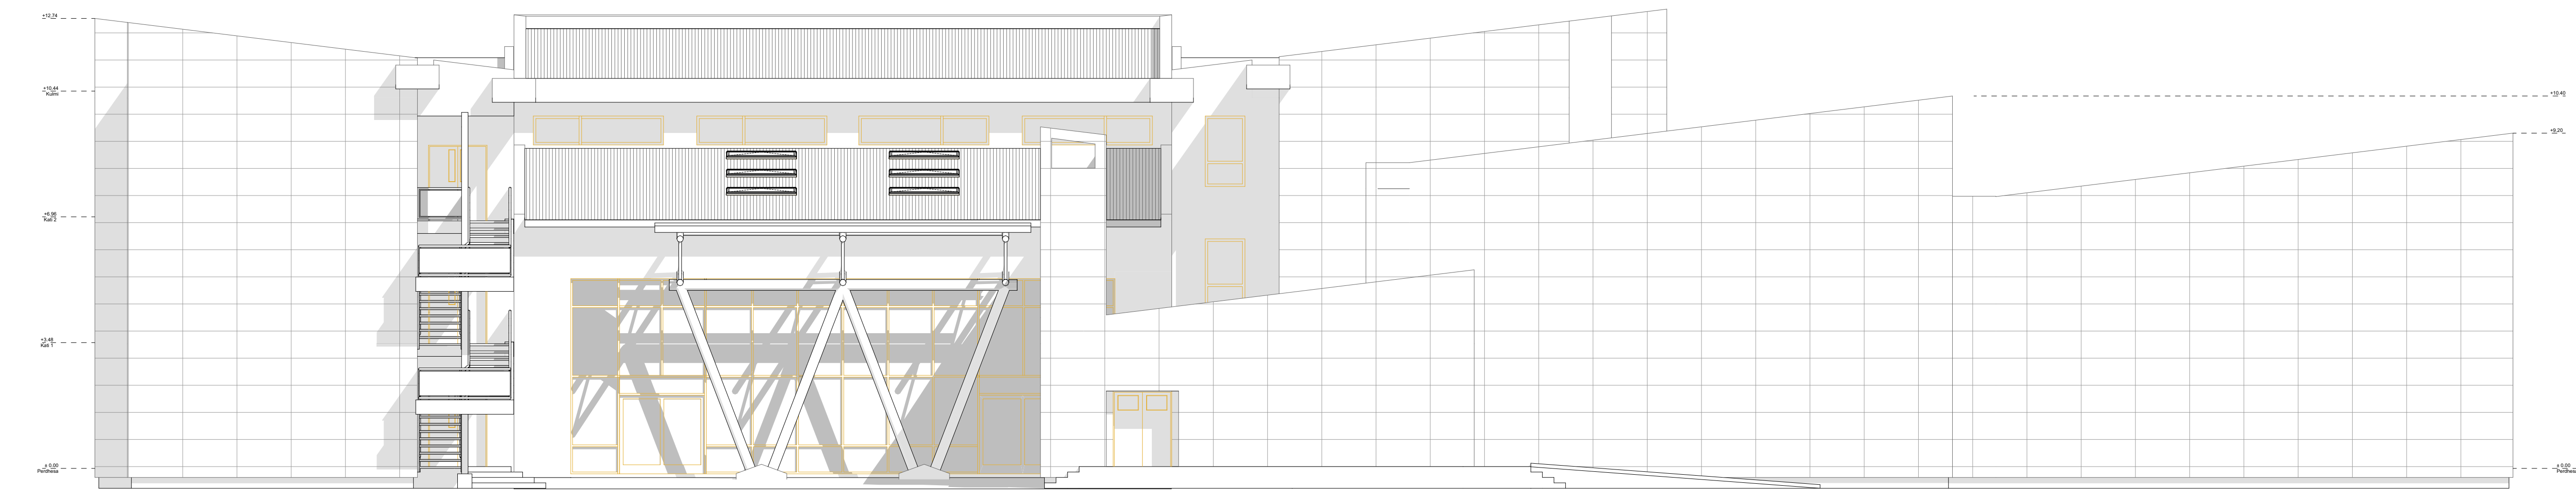 +12.74
+10.44
Kulmi
+6.96
Kati 2
+3.48
Kati 1
± 0.00
Perdhesa
+10.40
+9.20
± 0.00
Perdhesa